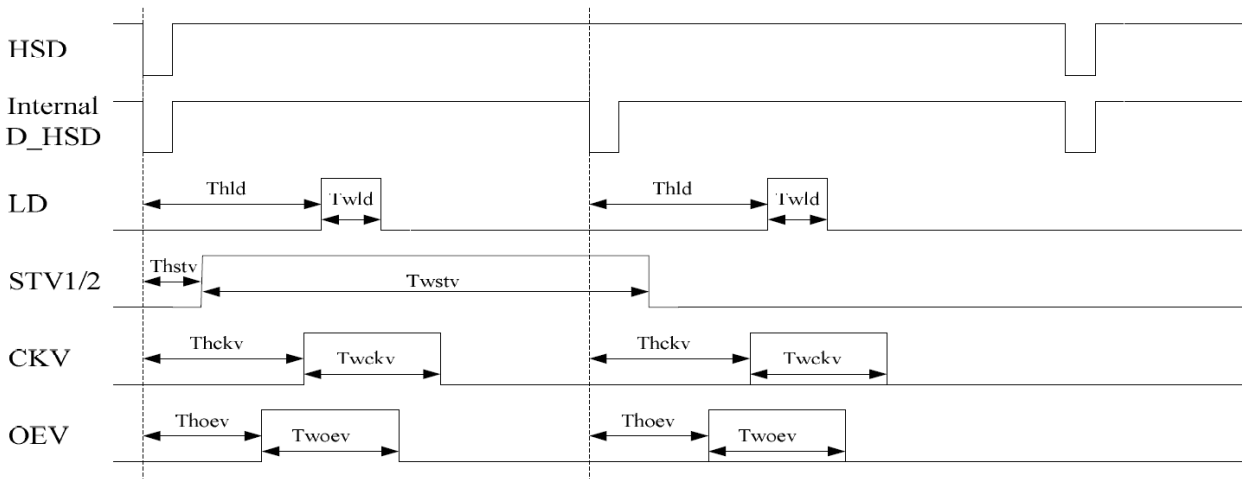 HSD
Internal
D_HSD
LD
Thld
Twld
Thld
Twld
STV1/2
Thstv
Twstv
CKV
Thckv
Twckv
Thckv
Twckv
OEV
Thoev
Twoev
Thoev
Twoev